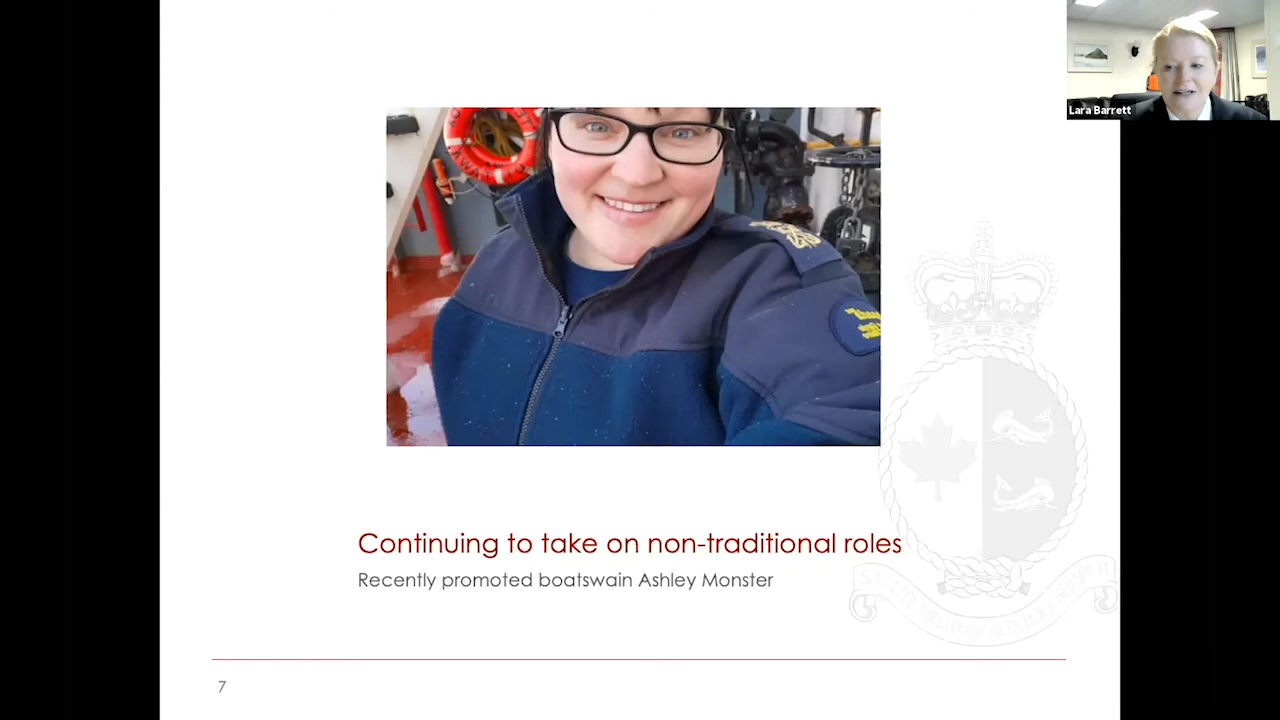 Lara Barrett
Continuing to take on non-traditional roles
Recently promoted boatswain Ashley Monster
7